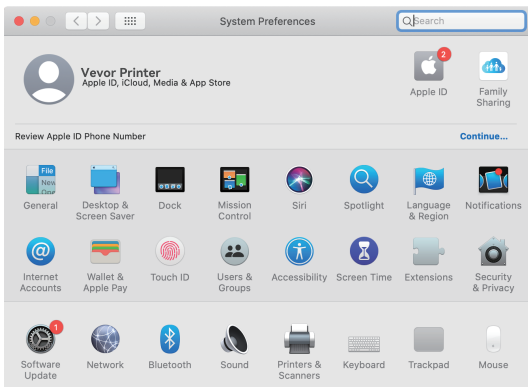 System Preferences
Search
Vevor Printer
Apple ID, iCloud, Media & App Store
2
Apple ID
Family
Sharing
Review Apple ID Phone Number
Continue...
File
New
Ope
General
Desktop &
Screen Saver
Dock
Mission
Control
Siri
Spotlight
Language
& Region
Notifications
@
Internet
Accounts
Wallet &
Apple Pay
Touch ID
Users &
Groups
Accessibility
Screen Time
Extensions
Security
& Privacy
1
Software
Update
Network
Bluetooth
Sound
Printers &
Scanners
Keyboard
Trackpad
Mouse